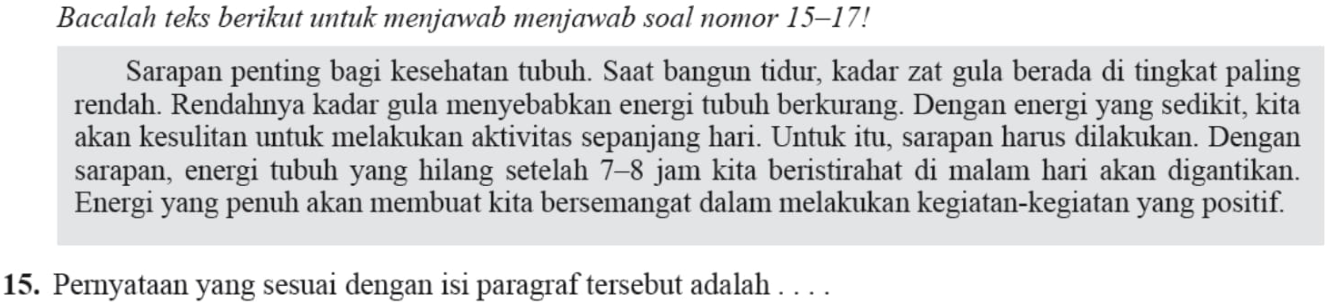 Bacalah teks berikut untuk menjawab menjawab soal nomor 15–17!
Sarapan penting bagi kesehatan tubuh. Saat bangun tidur, kadar zat gula berada di tingkat paling
rendah. Rendahnya kadar gula menyebabkan energi tubuh berkurang. Dengan energi yang sedikit, kita
akan kesulitan untuk melakukan aktivitas sepanjang hari. Untuk itu, sarapan harus dilakukan. Dengan
sarapan, energi tubuh yang hilang setelah 7–8 jam kita beristirahat di malam hari akan digantikan.
Energi yang penuh akan membuat kita bersemangat dalam melakukan kegiatan-kegiatan yang positif.
15. Pernyataan yang sesuai dengan isi paragraf tersebut adalah . . . .